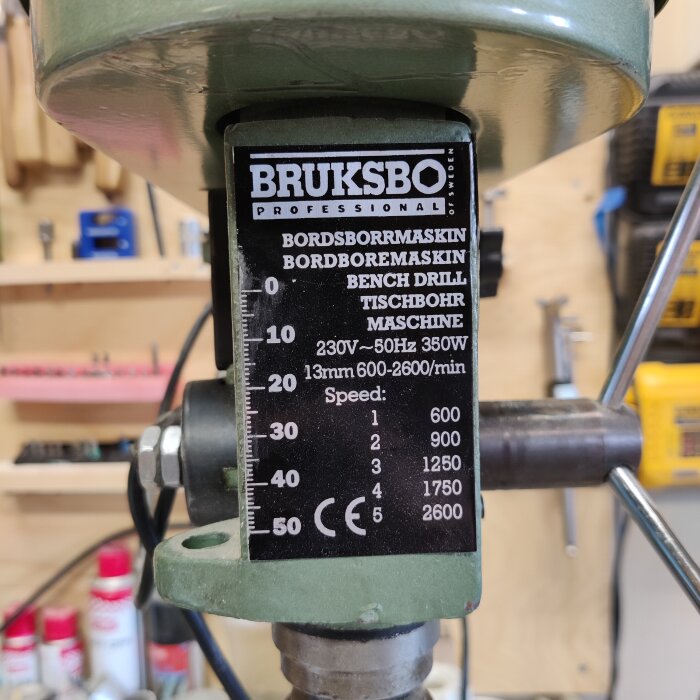 BRUKSBO
PROFESSIONAL
OF SWEDEN
BORDSBORRMASKIN
BORDBOREMASKIN
BENCH DRILL
TISCHBOHR
MASCHINE
230V~50Hz 350W
13mm 600-2600/min
Speed:
1 600
2 900
3 1250
4 1750
5 2600
0
10
20
30
40
50
CE